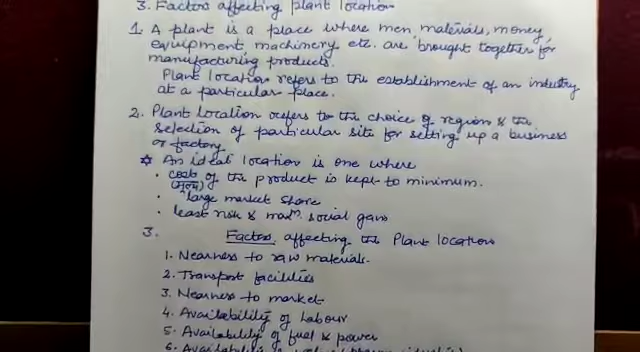 3. Factors affecting plant location
1. A plant is a place where men, materials, money,
equipment, machinery etc. are brought together for
manufacturing products.
Plant location refers to the establishment of an industry
at a particular place.
2. Plant location refers to the choice of region & the
selection of particular site for setting up a business
or factory.
☆ An ideal location is one where
• cost of the product is kept to minimum.
(मूल्य)
• large market share
• least risk & maxm. social gain
3. Factors affecting the Plant location
1. Nearness to raw materials.
2. Transport facilities
3. Nearness to market
4. Availability of Labour
5. Availability of fuel & power
6. Availability